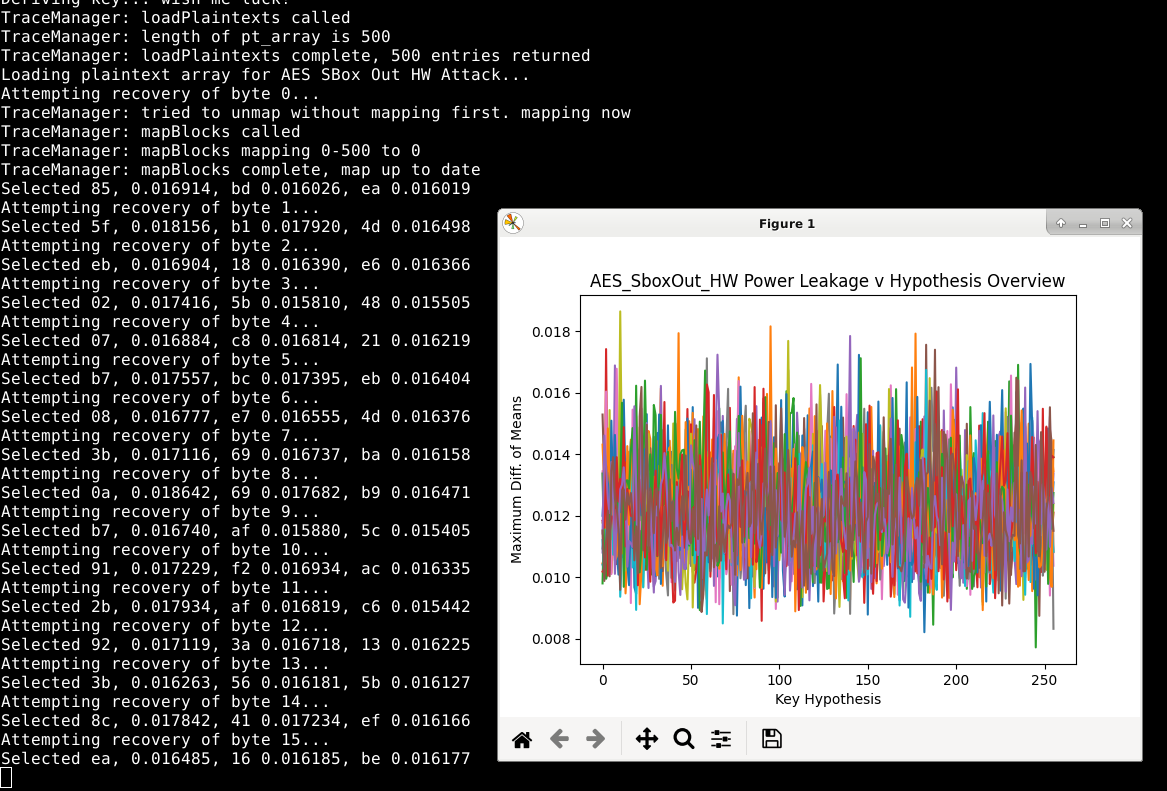 Deriving key... wish me luck!
TraceManager: loadPlaintexts called
TraceManager: length of pt_array is 500
TraceManager: loadPlaintexts complete, 500 entries returned
Loading plaintext array for AES SBox Out HW Attack...
Attempting recovery of byte 0...
TraceManager: tried to unmap without mapping first. mapping now
TraceManager: mapBlocks called
TraceManager: mapBlocks mapping 0-500 to 0
TraceManager: mapBlocks complete, map up to date
Selected 85, 0.016914, bd 0.016026, ea 0.016019
Attempting recovery of byte 1...
Selected 5f, 0.018156, b1 0.017920, 4d 0.016498
Attempting recovery of byte 2...
Selected eb, 0.016904, 18 0.016390, e6 0.016366
Attempting recovery of byte 3...
Selected 02, 0.017416, 5b 0.015810, 48 0.015505
Attempting recovery of byte 4...
Selected 07, 0.016884, c8 0.016814, 21 0.016219
Attempting recovery of byte 5...
Selected b7, 0.017557, bc 0.017395, eb 0.016404
Attempting recovery of byte 6...
Selected 08, 0.016777, e7 0.016555, 4d 0.016376
Attempting recovery of byte 7...
Selected 3b, 0.017116, 69 0.016737, ba 0.016158
Attempting recovery of byte 8...
Selected 0a, 0.018642, 69 0.017682, b9 0.016471
Attempting recovery of byte 9...
Selected b7, 0.016740, af 0.015880, 5c 0.015405
Attempting recovery of byte 10...
Selected 91, 0.017229, f2 0.016934, ac 0.016335
Attempting recovery of byte 11...
Selected 2b, 0.017934, af 0.016819, c6 0.015442
Attempting recovery of byte 12...
Selected 92, 0.017119, 3a 0.016718, 13 0.016225
Attempting recovery of byte 13...
Selected 3b, 0.016263, 56 0.016181, 5b 0.016127
Attempting recovery of byte 14...
Selected 8c, 0.017842, 41 0.017234, ef 0.016166
Attempting recovery of byte 15...
Selected ea, 0.016485, 16 0.016185, be 0.016177
Figure 1
AES_SboxOut_HW Power Leakage v Hypothesis Overview
Maximum Diff. of Means
0.018
0.016
0.014
0.012
0.010
0.008
0
50
100
150
200
250
Key Hypothesis